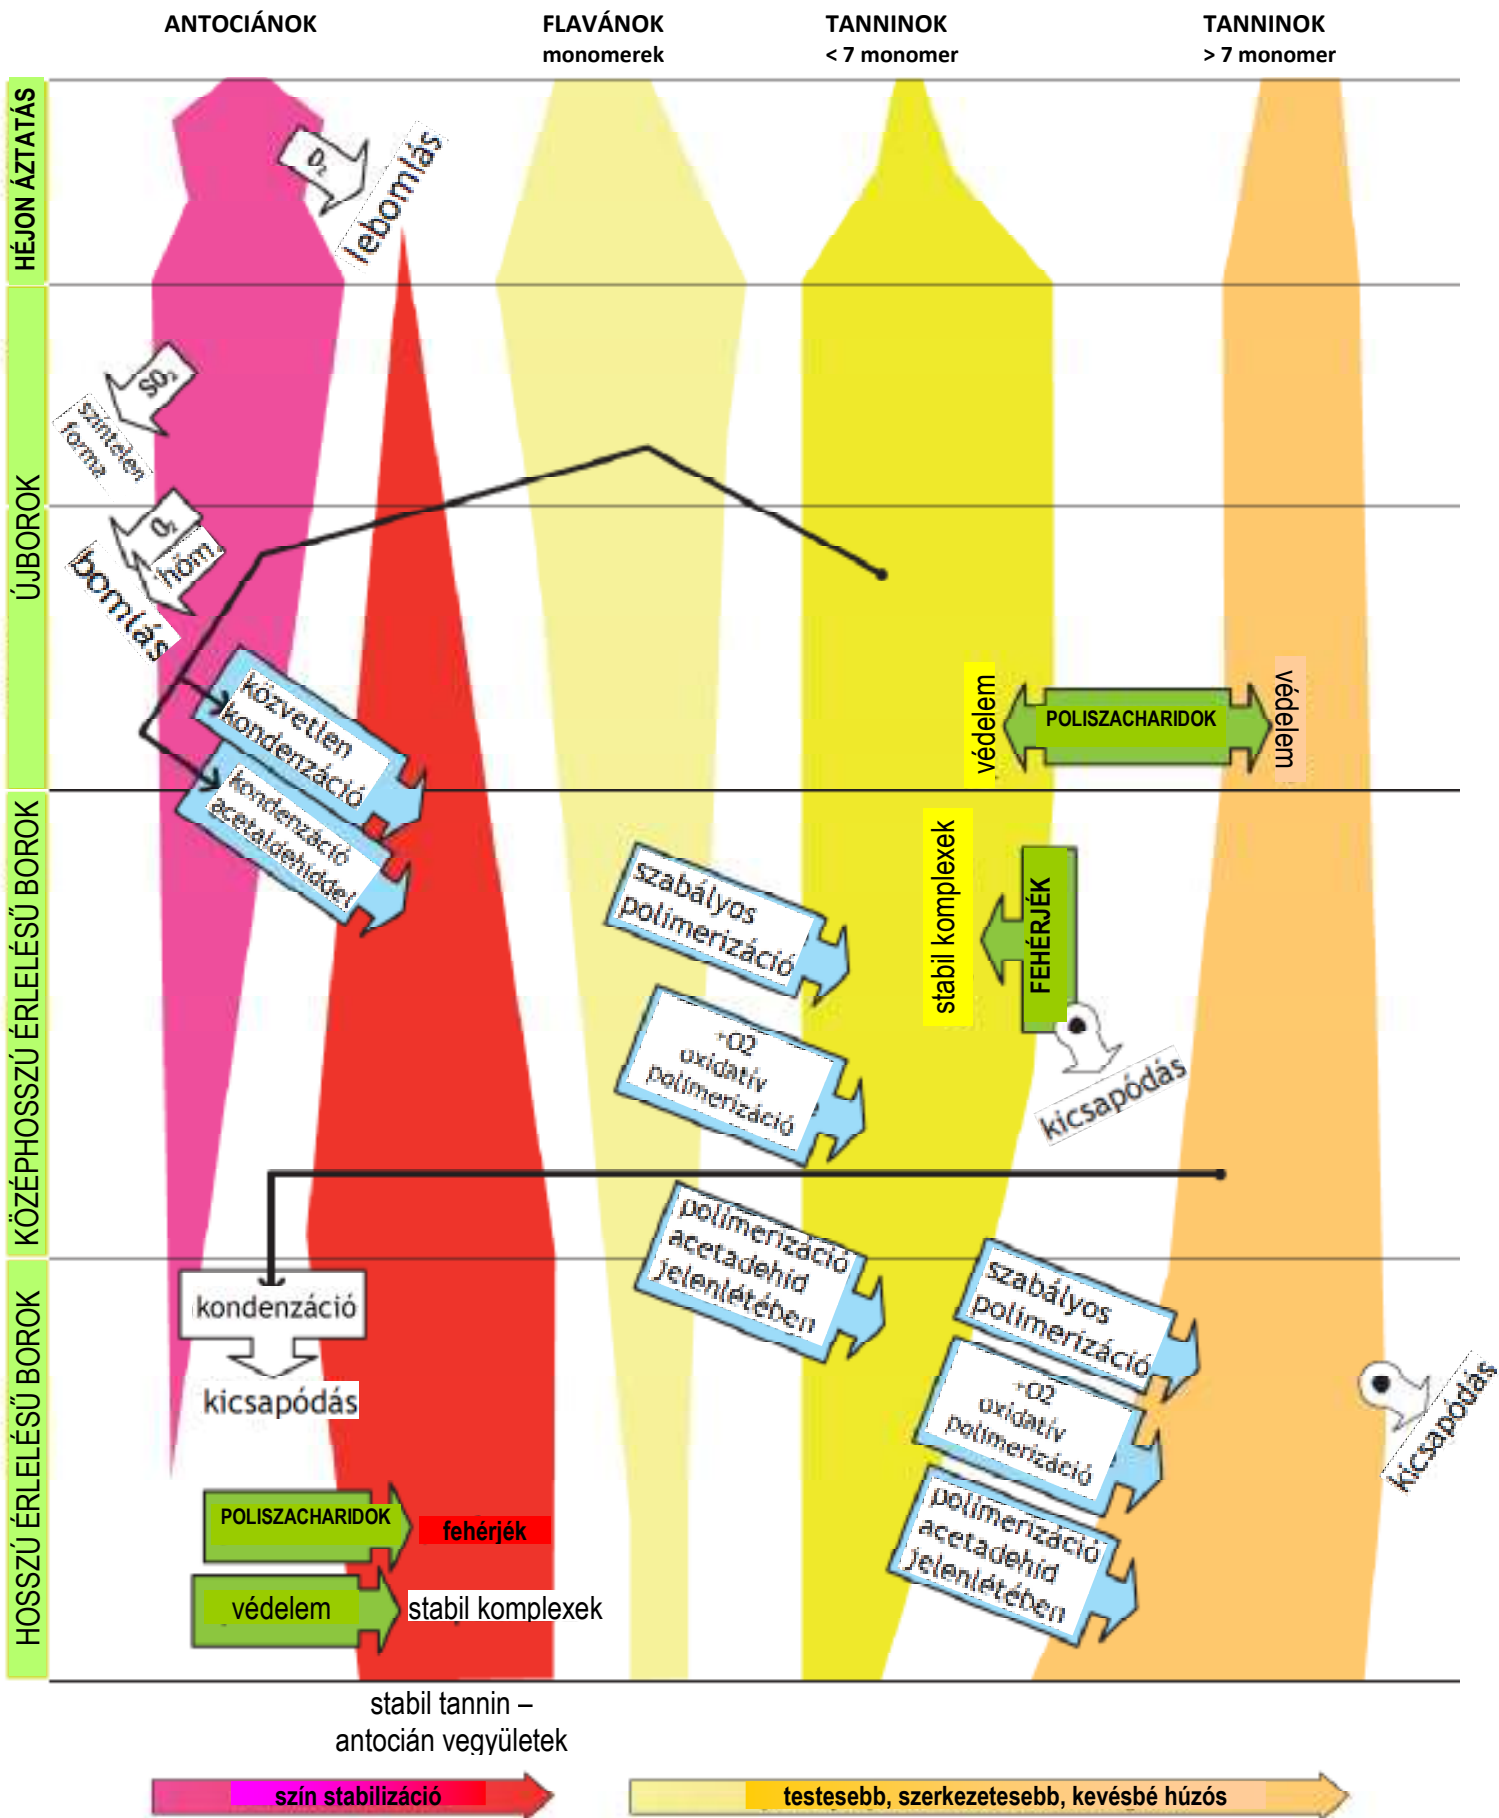 ANTOCIÁNOK
FLAVÁNOK
monomerek
TANNINOK
< 7 monomer
TANNINOK
> 7 monomer
HÉJON ÁZTATÁS
O₂
lebomlás
ÚJBOROK
SO₂
színtelen
forma
O₂
hőm.
bomlás
közvetlen
kondenzáció
kondenzáció
acetaldehiddel
védelem
POLISZACHARIDOK
védelem
KÖZÉPHOSSZÚ ÉRLELÉSŰ BOROK
szabályos
polimerizáció
+O2
oxidatív
polimerizáció
stabil komplexek
FEHÉRJÉK
kicsapódás
polimerizáció
acetadehid
jelenlétében
HOSSZÚ ÉRLELÉSŰ BOROK
kondenzáció
kicsapódás
szabályos
polimerizáció
+O2
oxidatív
polimerizáció
polimerizáció
acetadehid
jelenlétében
kicsapódás
POLISZACHARIDOK
fehérjék
védelem
stabil komplexek
stabil tannin –
antocián vegyületek
szín stabilizáció
testesebb, szerkezetesebb, kevésbé húzós